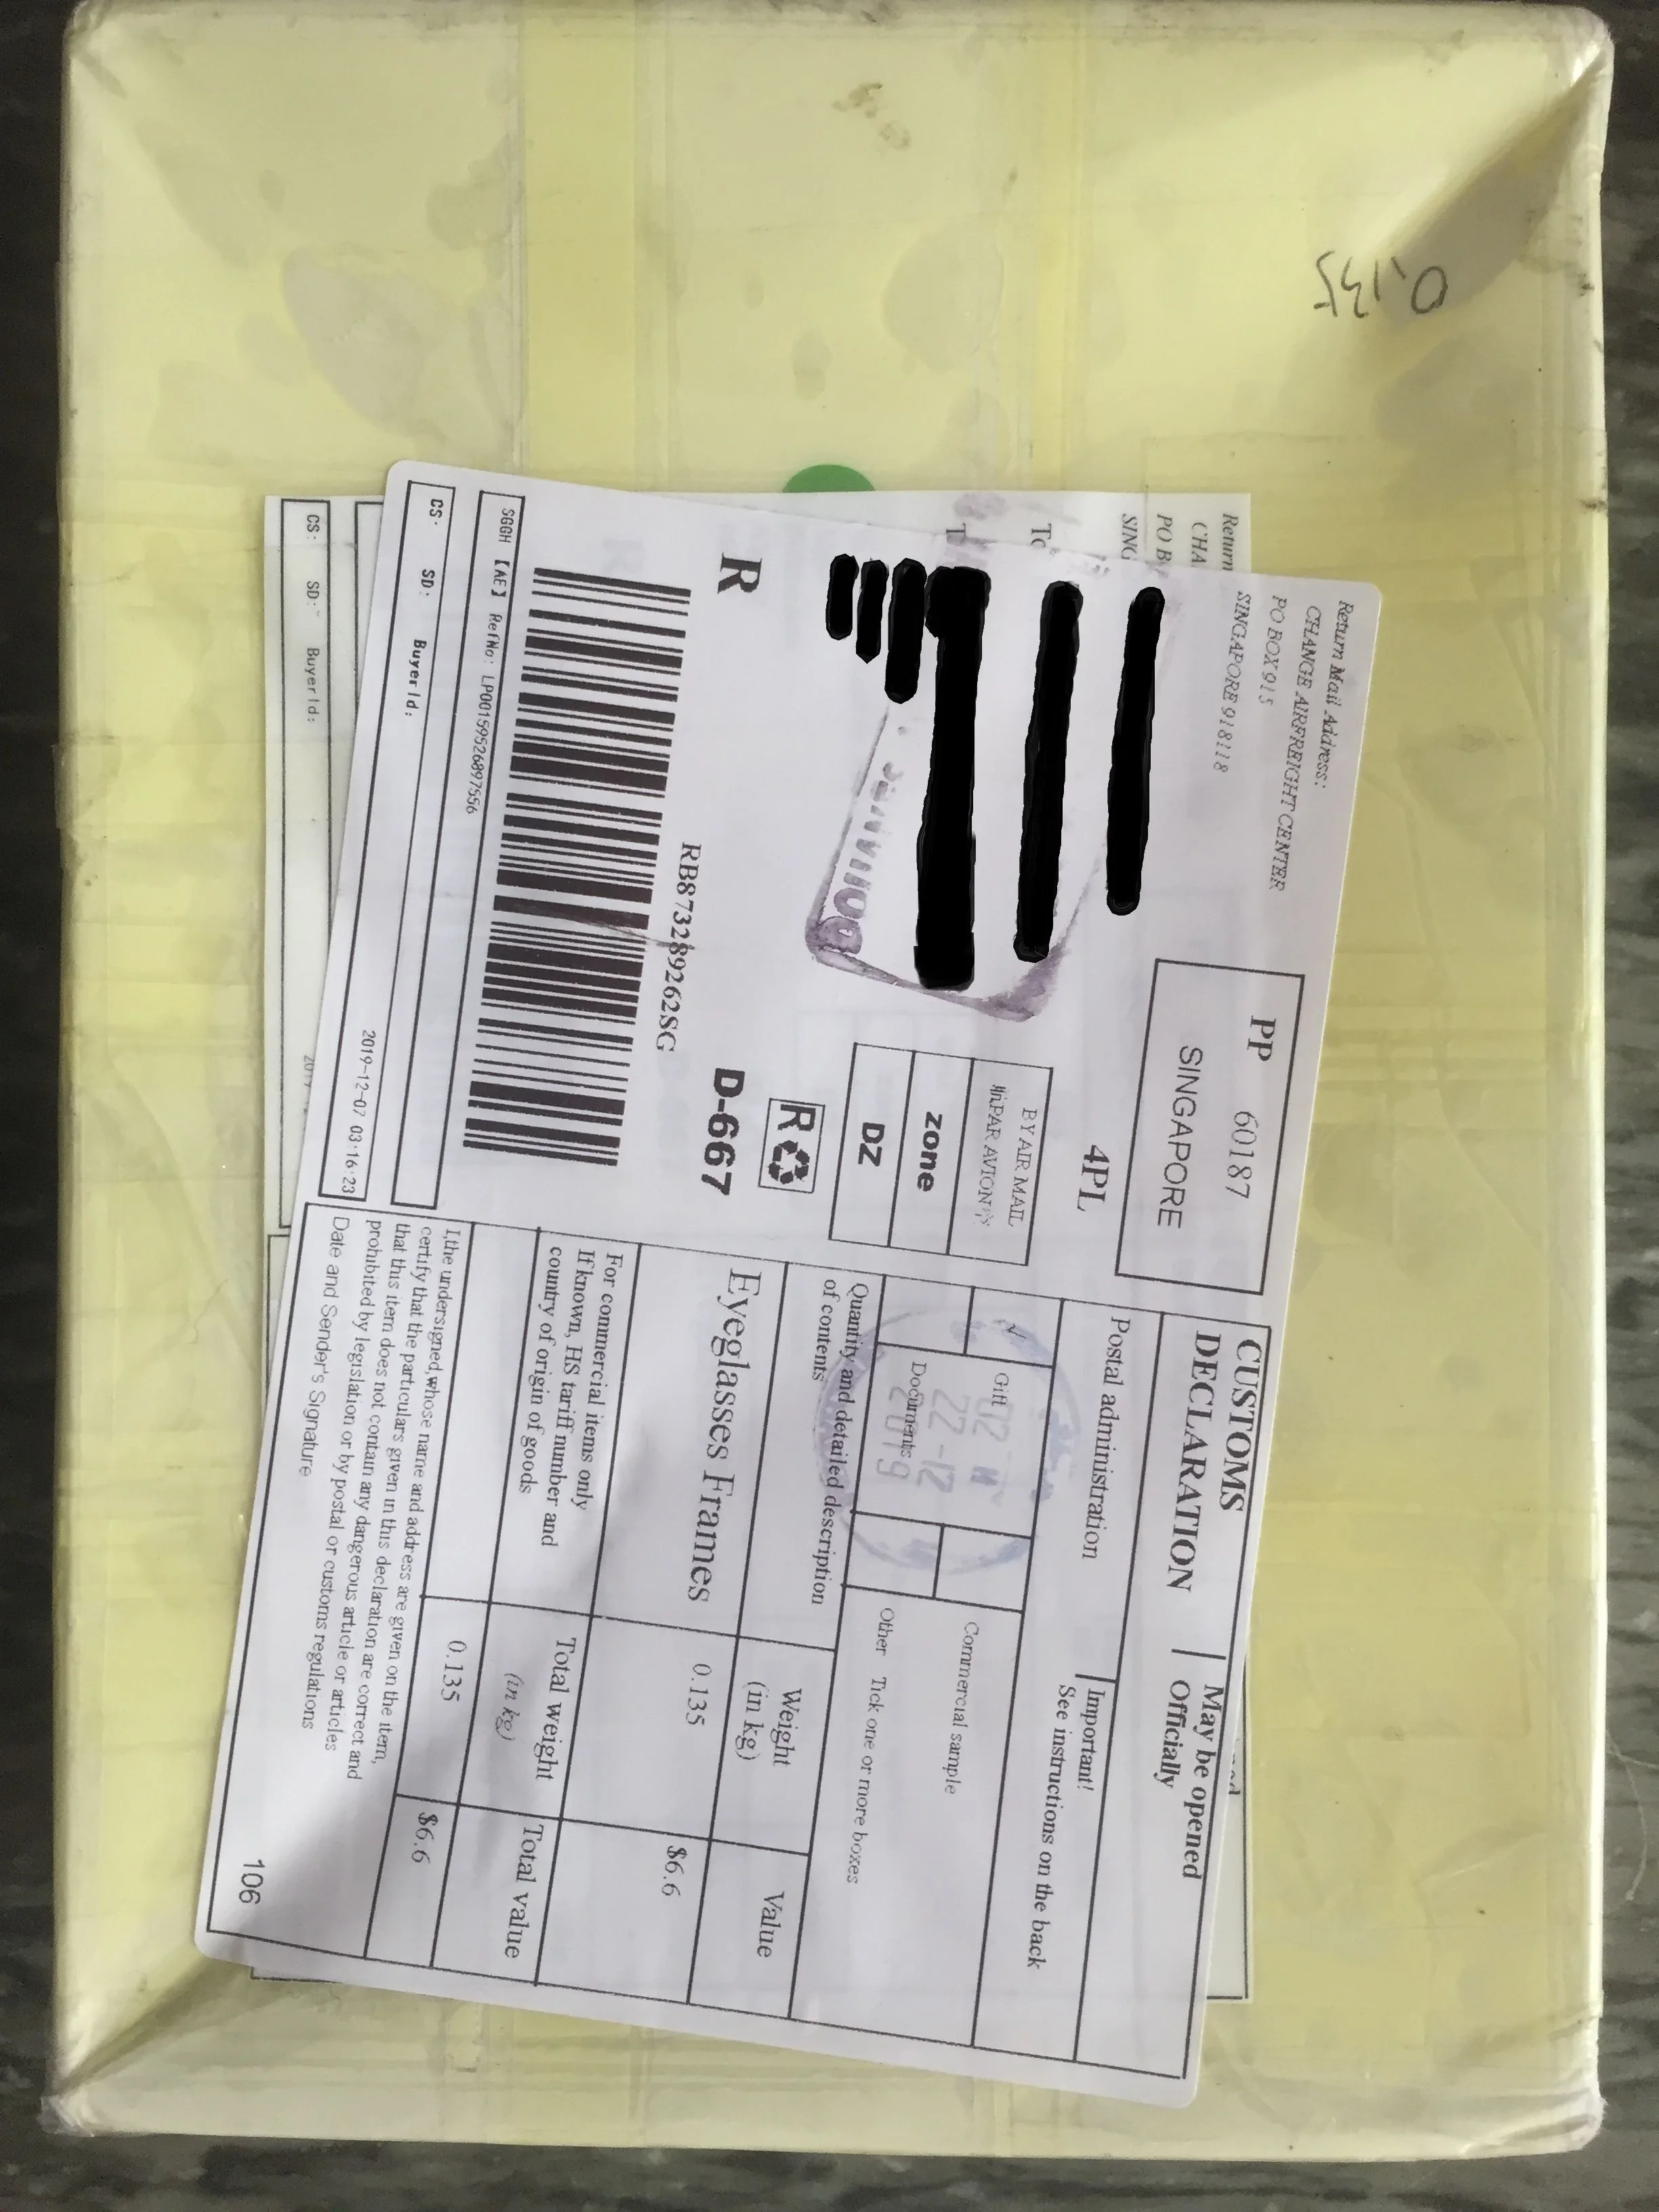 0.135
Return Mail Address:
CHANGE AIRFREIGHT CENTER
PO BOX 915
SINGAPORE 918118
PP 60187
SINGAPORE
4PL
BY AIR MAIL
PAR AVION
zone
DZ
R
R
D-667
RB873289262SG
SGGH [AE] RefNo: LP00159526897556
CS: SD: Buyer Id:
2019-12-07 03:16:23
CUSTOMS
DECLARATION
May be opened
Officially
Postal administration
Important!
See instructions on the back
Gift
Commercial sample
Documents
Other Tick one or more boxes
22-12
2019
Quantity and detailed description
of contents
Weight
(in kg)
Value
Eyeglasses Frames
0.135
$6.6
For commercial items only
If known, HS tariff number and
country of origin of goods
Total weight
(in kg)
Total value
0.135
$6.6
I,the undersigned,whose name and address are given on the item,
certify that the particulars given in this declaration are correct and
that this item does not contain any dangerous article or articles
prohibited by legislation or by postal or customs regulations
Date and Sender's Signature
106
Return
CHA
PO B
SING
CS: SD: Buyer Id: